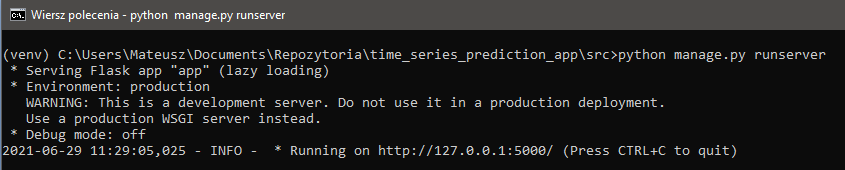 Wiersz polecenia - python  manage.py runserver
(venv) C:\Users\Mateusz\Documents\Repozytoria\time_series_prediction_app\src>python manage.py runserver
 * Serving Flask app "app" (lazy loading)
 * Environment: production
   WARNING: This is a development server. Do not use it in a production deployment.
   Use a production WSGI server instead.
 * Debug mode: off
2021-06-29 11:29:05,025 - INFO -  * Running on http://127.0.0.1:5000/ (Press CTRL+C to quit)